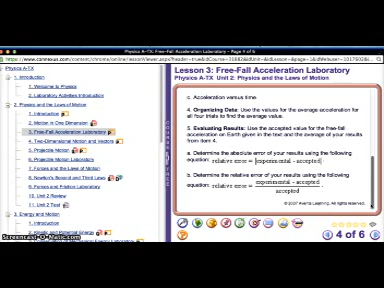 Physics A-TX: Free-Fall Acceleration Laboratory - Page 4 of 6
Physics A-TX
1. Introduction
1. Welcome to Physics
2. Laboratory Activities Introduction
2. Physics and the Laws of Motion
1. Introduction
2. Motion in One Dimension
3. Free-Fall Acceleration Laboratory
4. Two-Dimensional Motion and Vectors
5. Projectile Motion
6. Projectile Motion Laboratory
7. Forces and the Laws of Motion
8. Newton's Second and Third Laws
9. Forces and Friction Laboratory
10. Unit 2 Review
11. Unit 2 Test
3. Energy and Motion
1. Introduction
2. Kinetic and Potential Energy
Screencast-O-Matic.com
Lesson 3: Free-Fall Acceleration Laboratory
Physics A-TX Unit 2: Physics and the Laws of Motion
c. Acceleration versus time
4. Organizing Data: Use the values for the average acceleration for
all four trials to find the average value.
5. Evaluating Results: Use the accepted value for the free-fall
acceleration on Earth given in the text and the average of your results
from item 4.
a. Determine the absolute error of your results using the following
equation: relative error = |experimental - accepted|
b. Determine the relative error of your results using the following
equation: relative error = experimental - accepted
accepted
© 2007 Aventa Learning. All rights reserved.
4 of 6